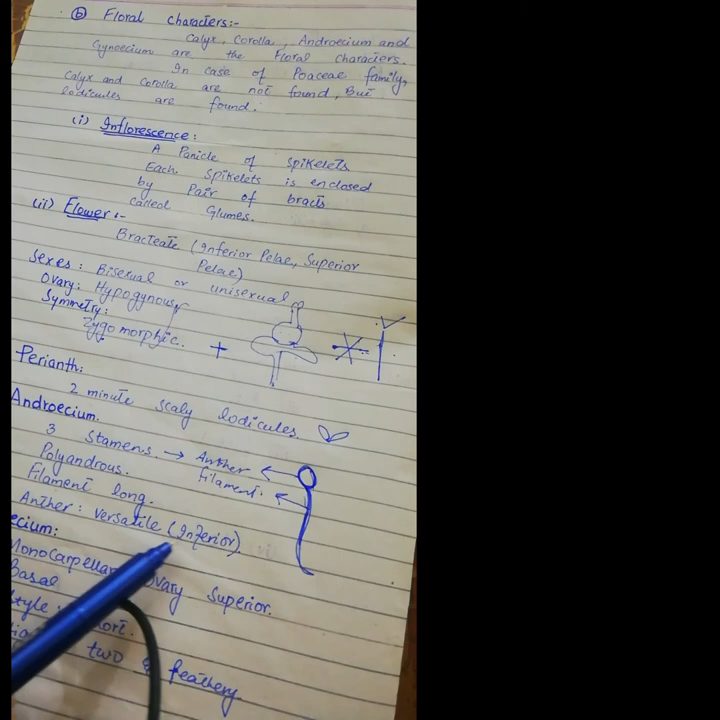 (b) Floral characters:-
Calyx, Corolla, Androecium and
Gynoecium are the Floral characters.
In case of Poaceae family,
Calyx and Corolla are not found, But
lodicules are found.
(i) Inflorescence:
A Panicle of spikelets
Each spikelets is enclosed
by Pair of bracts
called Glumes.
(ii) Flower:-
Bracteate (Inferior Pelae, Superior
Pelae)
Sexes: Bisexual or unisexual
Ovary: Hypogynous
Symmetry:
Zygomorphic.
Perianth:
2 minute scaly lodicules
Androecium.
3 stamens → Anther
Polyandrous. filament.
Filament long.
Anther: versatile (Inferior)
ecium:
Monocarpellar Ovary Superior.
Basal
Style: 
two & feathery